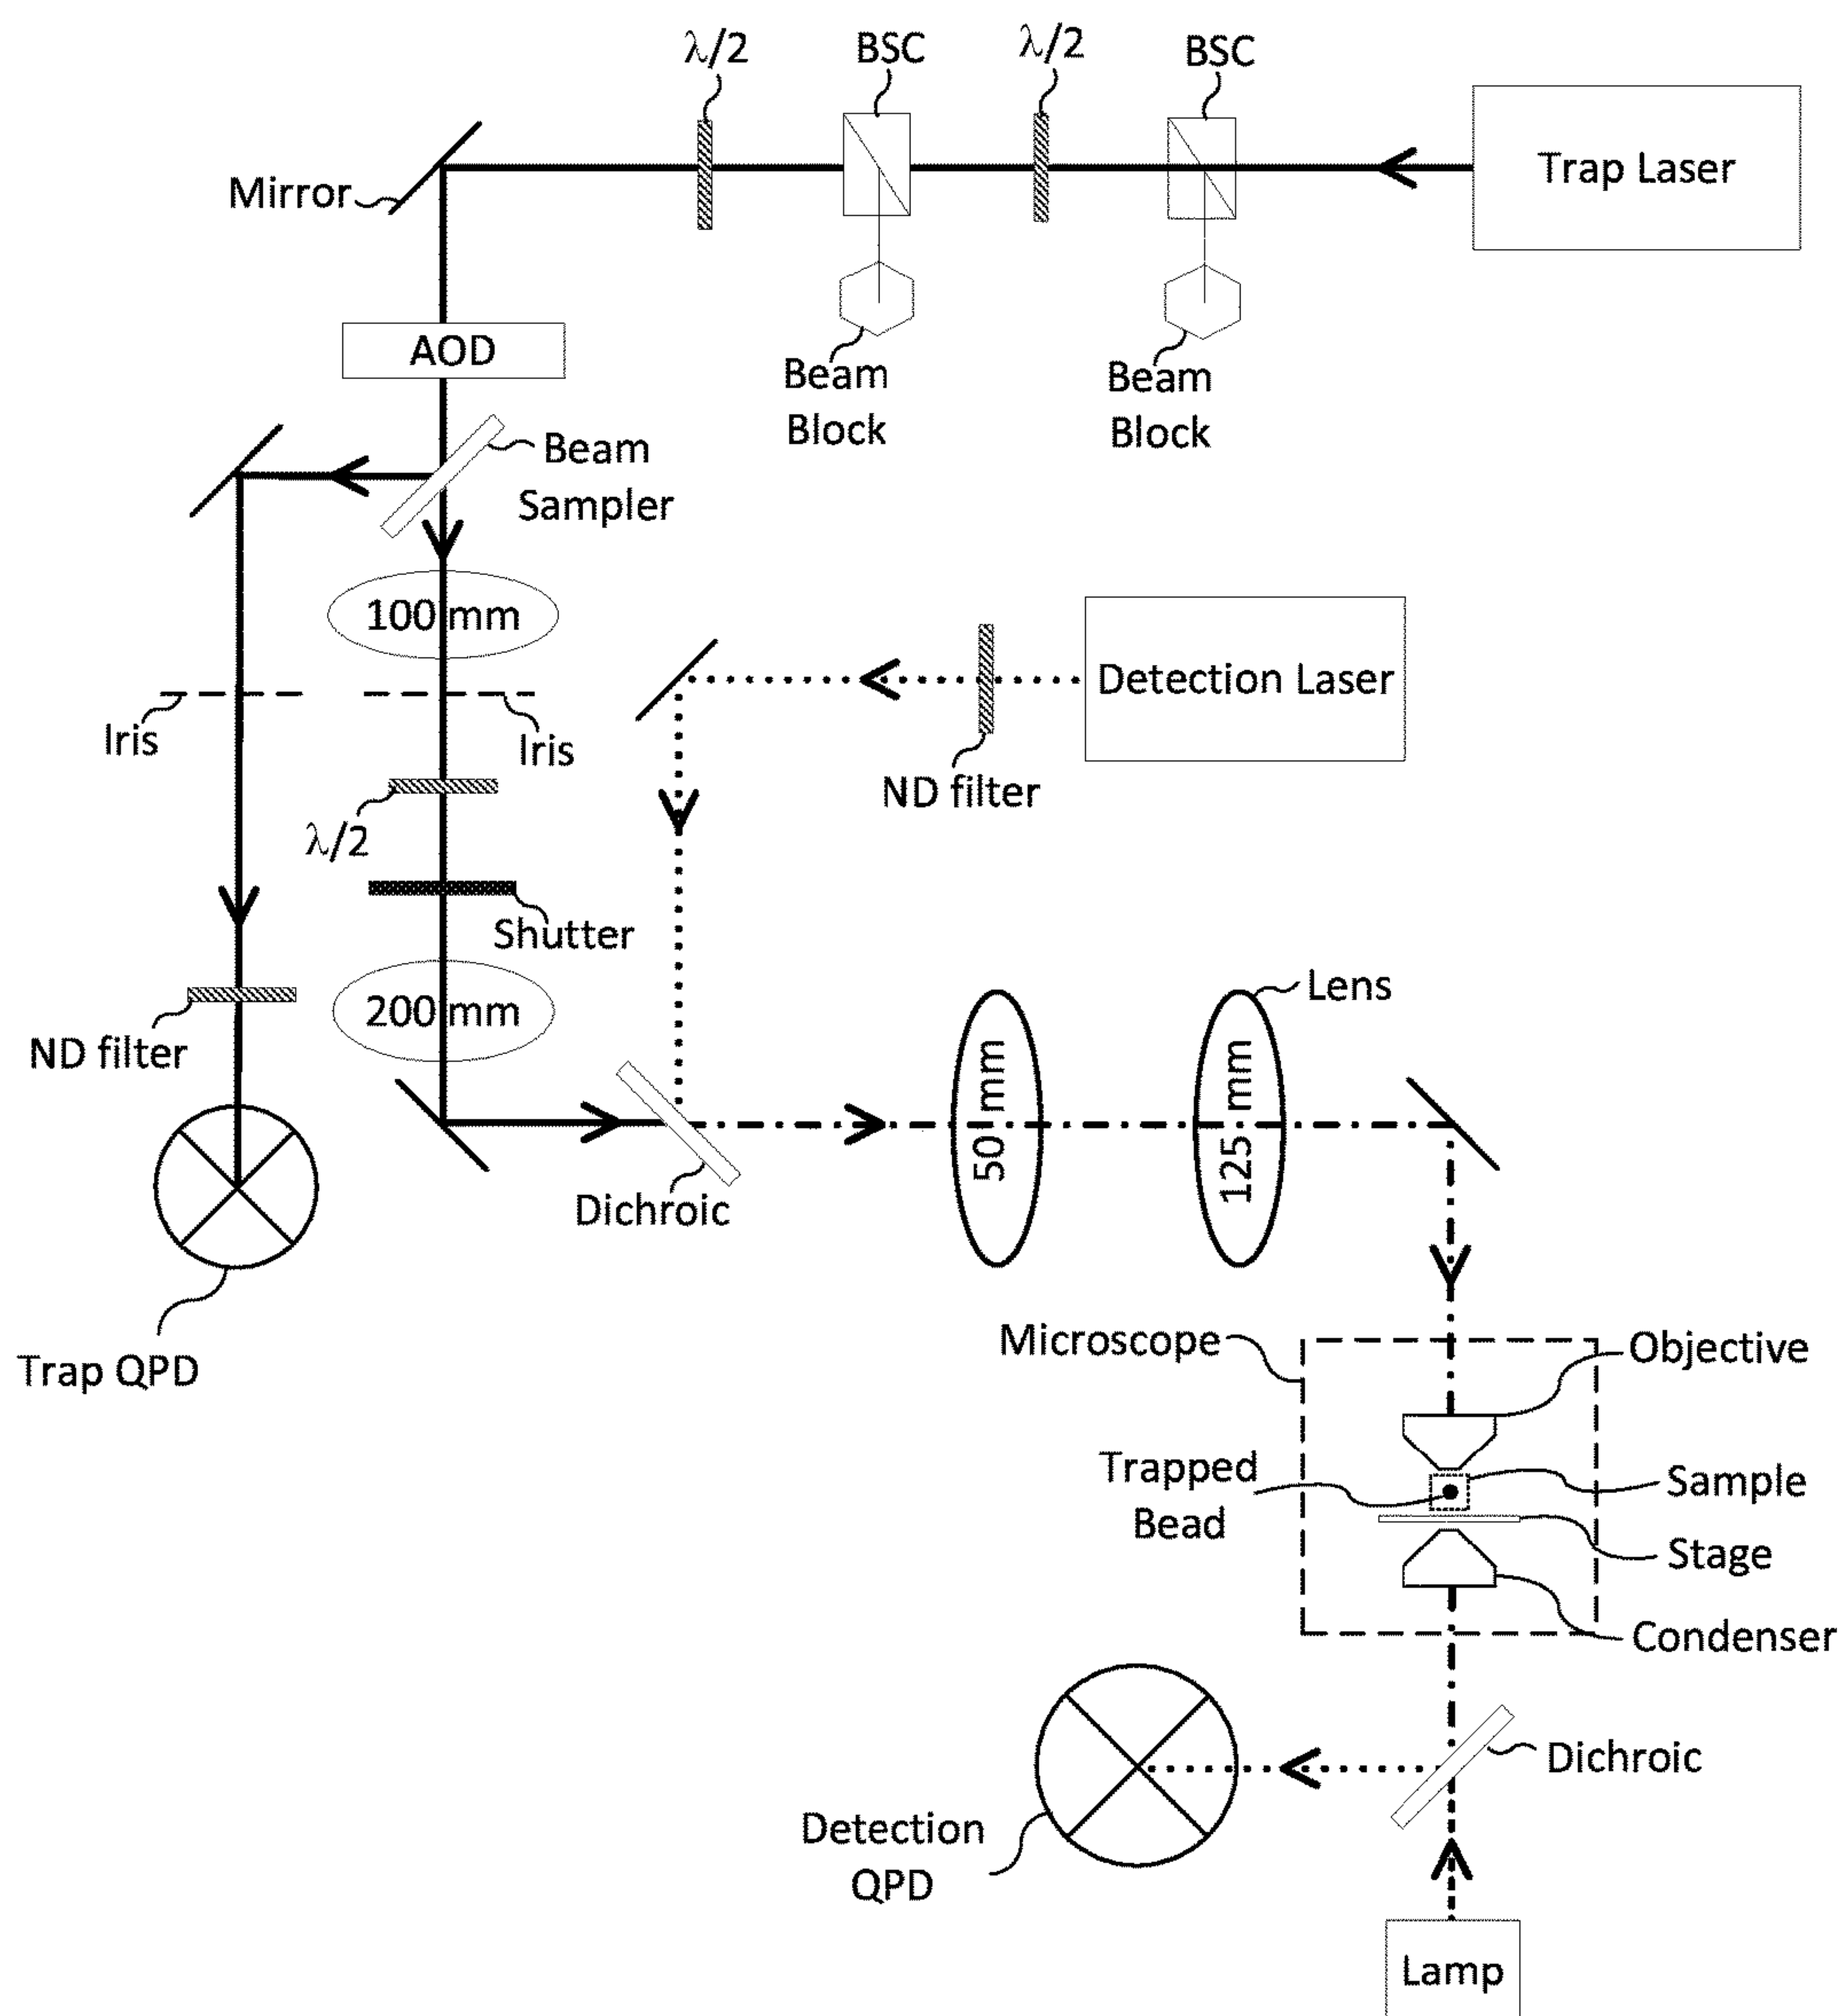 λ/2
BSC
λ/2
BSC
Trap Laser
Mirror
AOD
Beam
Block
Beam
Block
Beam
Sampler
100 mm
Iris
Iris
Detection Laser
ND filter
λ/2
Shutter
200 mm
ND filter
Lens
50 mm
125 mm
Dichroic
Trap QPD
Microscope
Objective
Trapped
Bead
Sample
Stage
Condenser
Dichroic
Detection
QPD
Lamp